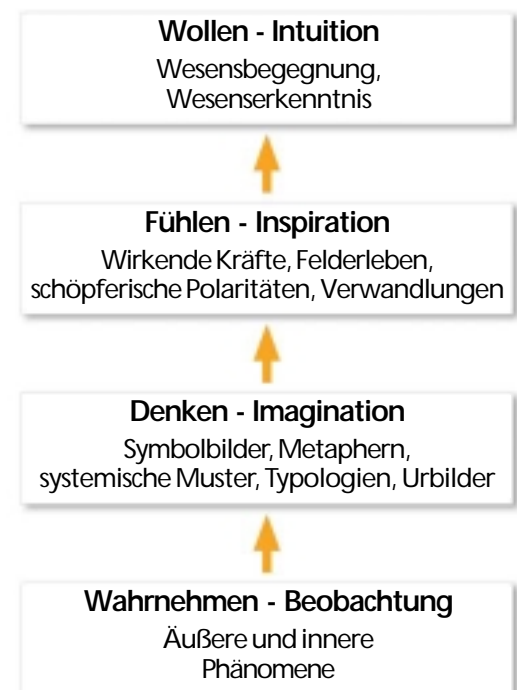 Wollen - Intuition
Wesensbegegnung,
Wesenserkenntnis
Fühlen - Inspiration
Wirkende Kräfte, Felderleben,
schöpferische Polaritäten, Verwandlungen
Denken - Imagination
Symbolbilder, Metaphern,
systemische Muster, Typologien, Urbilder
Wahrnehmen - Beobachtung
Äußere und innere
Phänomene